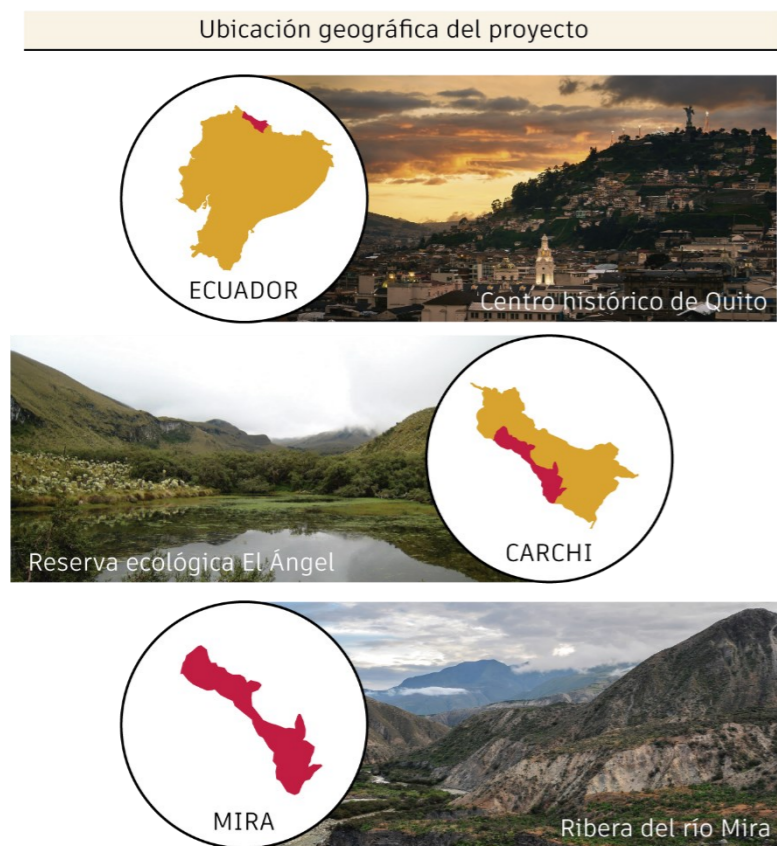 Ubicación geográfica del proyecto
ECUADOR
Centro histórico de Quito
Reserva ecológica El Ángel
CARCHI
MIRA
Ribera del río Mira